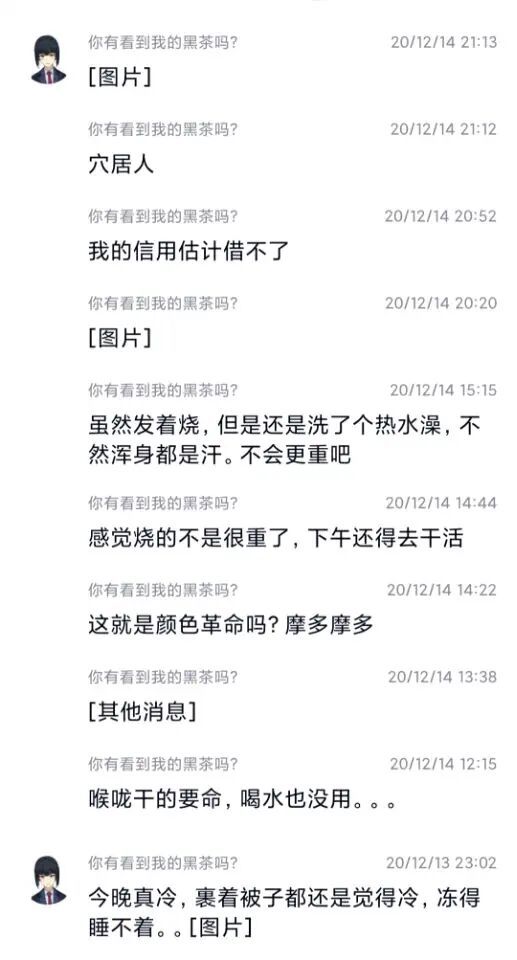 你有看到我的黑茶吗? 20/12/14 21:13
[图片]
你有看到我的黑茶吗? 20/12/14 21:12
穴居人
你有看到我的黑茶吗? 20/12/14 20:52
我的信用估计借不了
你有看到我的黑茶吗? 20/12/14 20:20
[图片]
你有看到我的黑茶吗? 20/12/14 15:15
虽然发着烧，但是还是洗了个热水澡，不
然浑身都是汗。不会更重吧
你有看到我的黑茶吗? 20/12/14 14:44
感觉烧的不是很重了，下午还得去干活
你有看到我的黑茶吗? 20/12/14 14:22
这就是颜色革命吗？摩多摩多
你有看到我的黑茶吗? 20/12/14 13:38
[其他消息]
你有看到我的黑茶吗? 20/12/14 12:15
喉咙干的要命，喝水也没用。。。
你有看到我的黑茶吗? 20/12/13 23:02
今晚真冷，裹着被子都还是觉得冷，冻得
睡不着。。[图片]